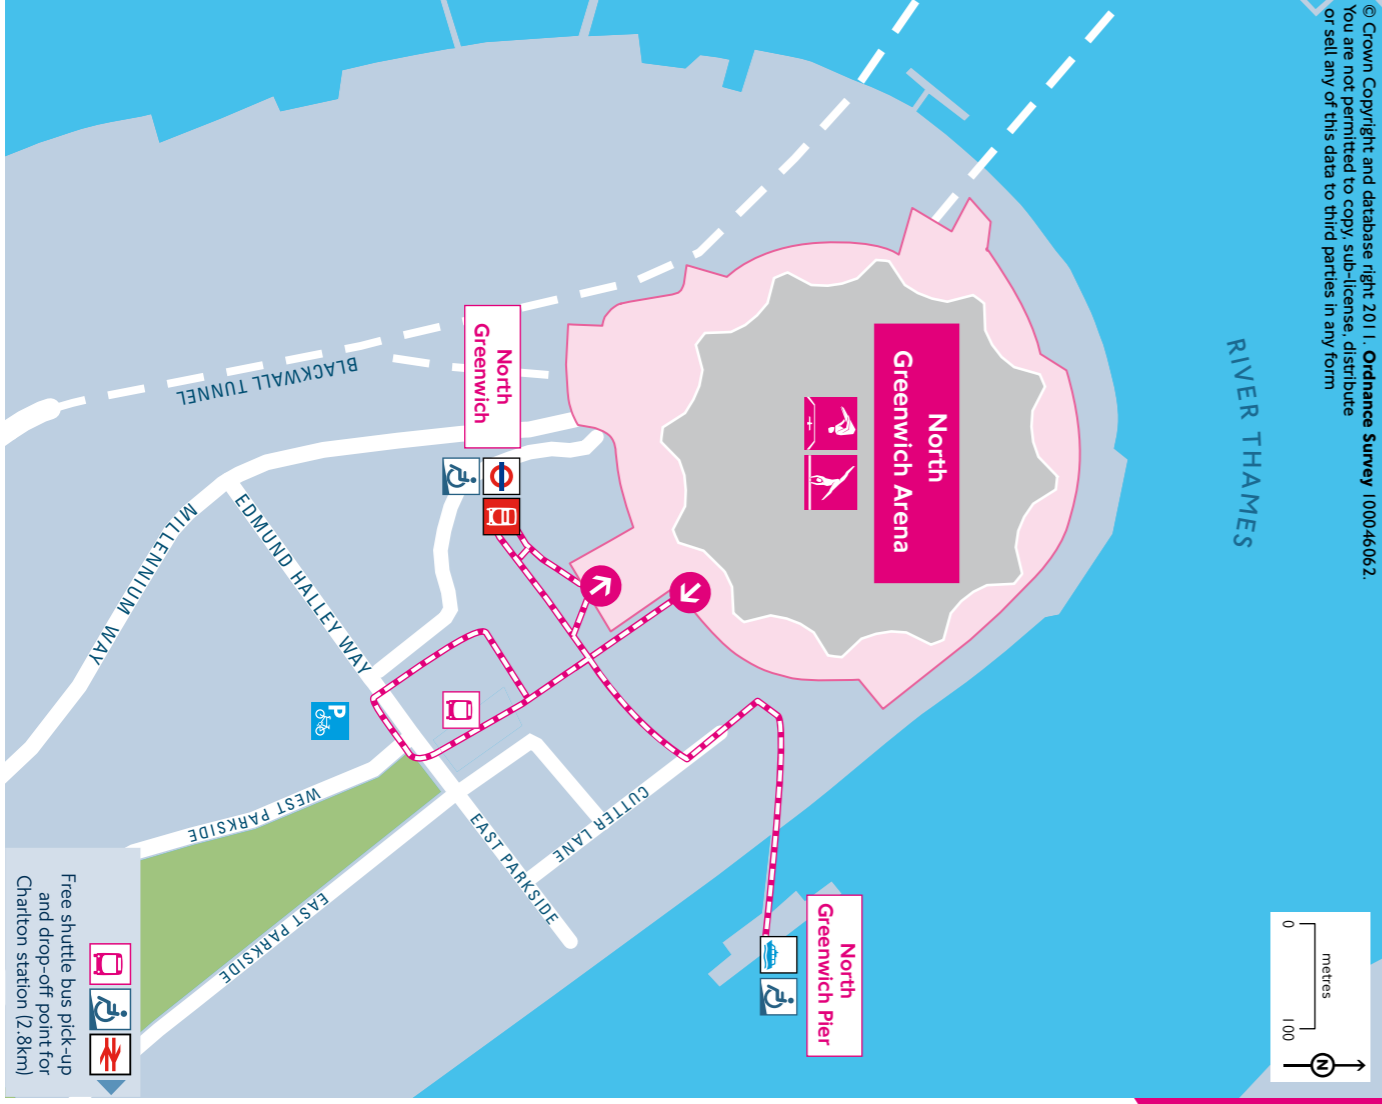 © Crown Copyright and database right 2011. Ordnance Survey 100046062.
You are not permitted to copy, sub-license, distribute
or sell any of this data to third parties in any form
RIVER THAMES
North
Greenwich Arena
North
Greenwich
BLACKWALL TUNNEL
MILLENNIUM WAY
EDMUND HALLEY WAY
P
WEST PARKSIDE
EAST PARKSIDE
CUTTER LANE
EAST PARKSIDE
North
Greenwich Pier
0
metres
100
N
Free shuttle bus pick-up
and drop-off point for
Charlton station (2.8km)